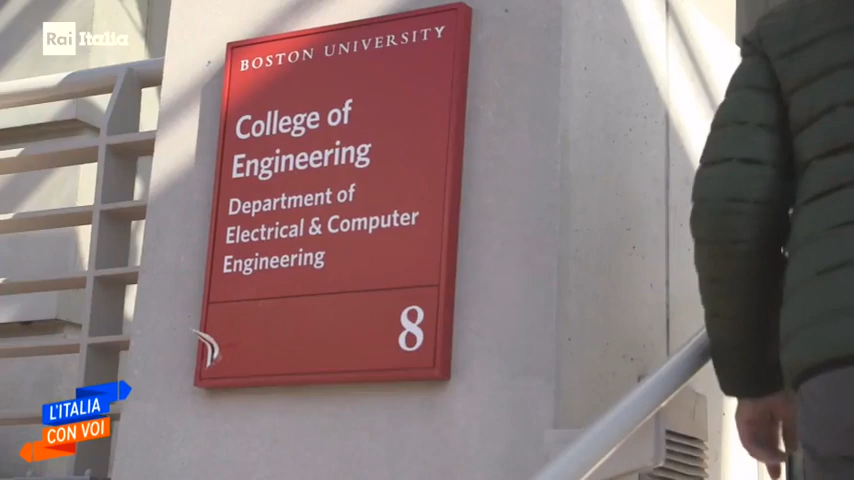 Rai Italia
BOSTON UNIVERSITY
College of
Engineering
Department of
Electrical & Computer
Engineering
8
L'ITALIA
CON VOI